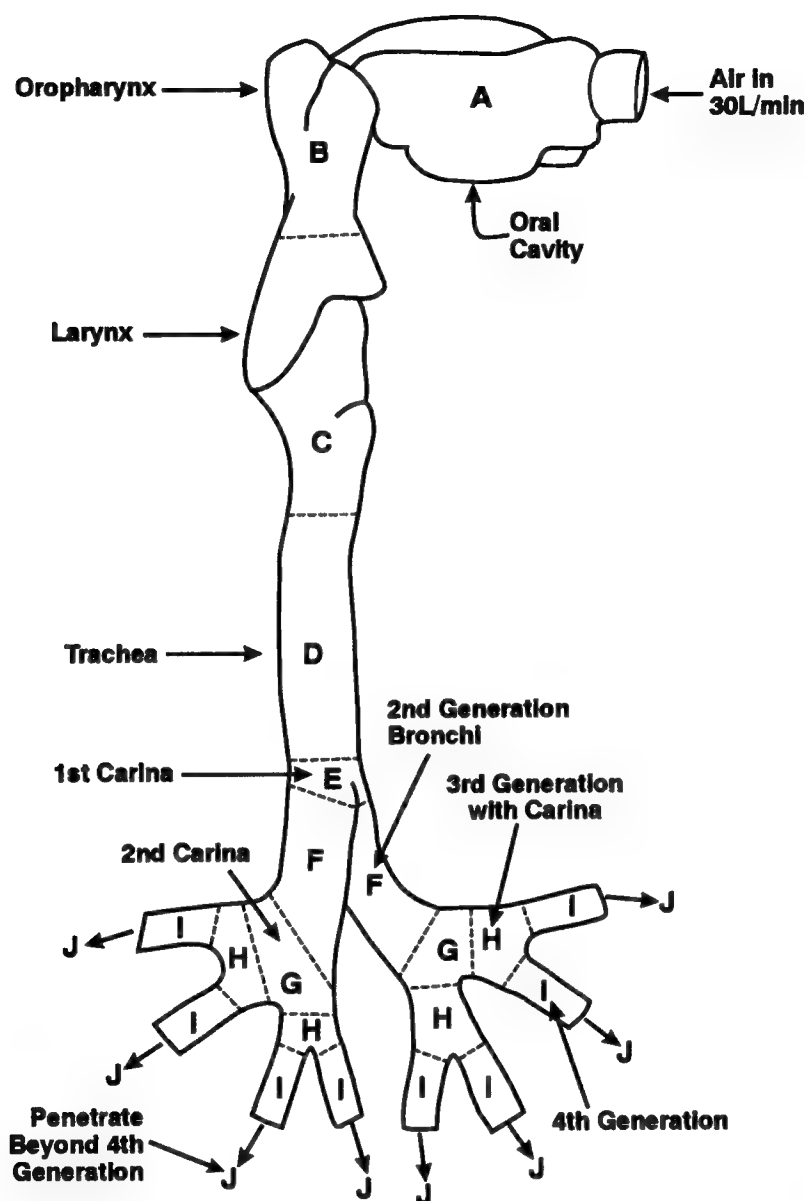 Oropharynx
A
Air in
30L/min
B
Oral
Cavity
Larynx
C
Trachea
D
2nd Generation
Bronchi
1st Carina
E
3rd Generation
with Carina
2nd Carina
F
F
I
J
J
I
H
G
G
H
I
I
H
H
J
I
I
I
I
J
Penetrate
Beyond 4th
Generation
J
J
J
J
4th Generation